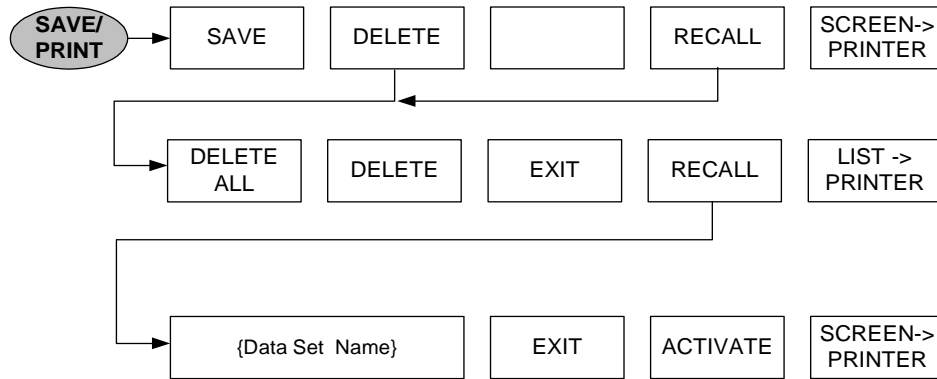 SAVE/
PRINT
SAVE
DELETE
RECALL
SCREEN->
PRINTER
DELETE
ALL
DELETE
EXIT
RECALL
LIST ->
PRINTER
{Data Set Name}
EXIT
ACTIVATE
SCREEN->
PRINTER